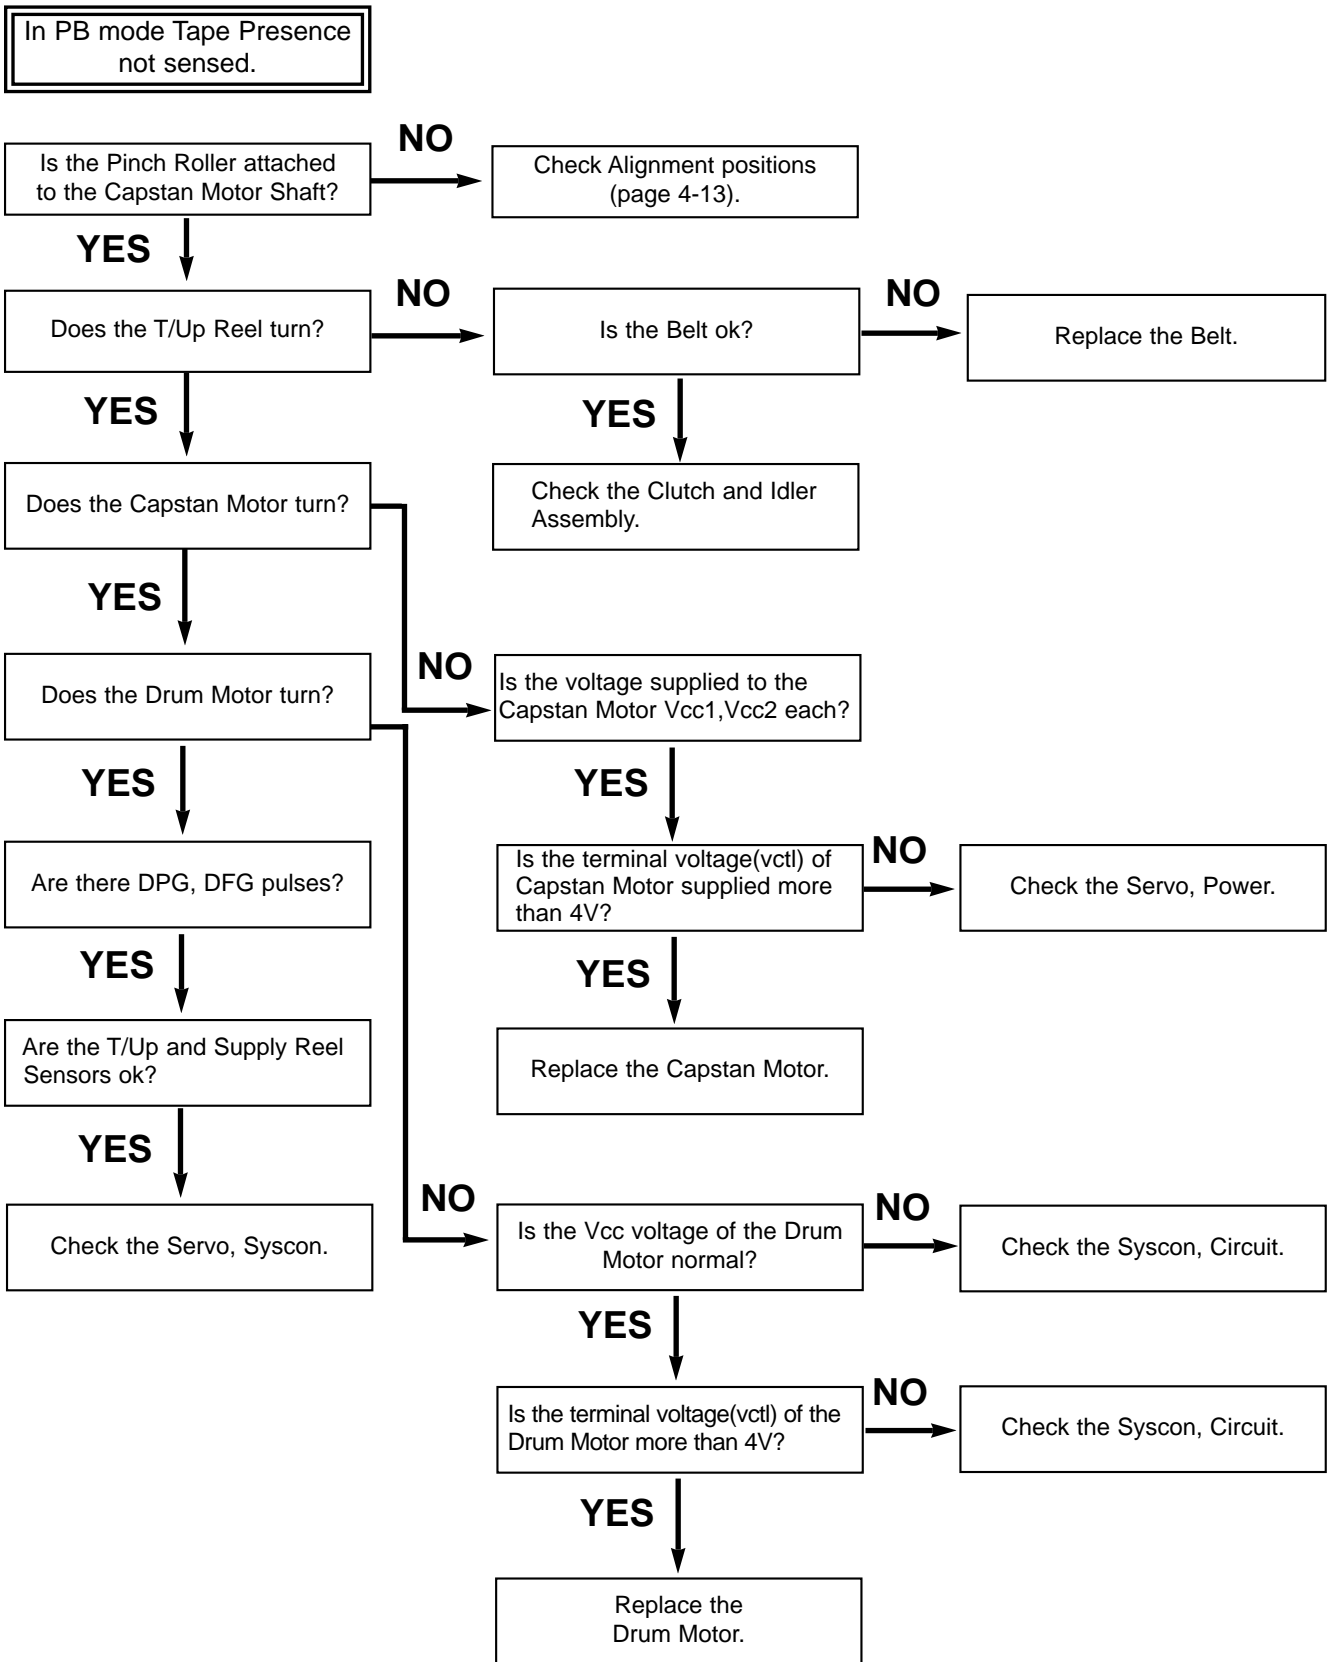 In PB mode Tape Presence
not sensed.
NO
Is the Pinch Roller attached
to the Capstan Motor Shaft?
Check Alignment positions
(page 4-13).
YES
NO
NO
Does the T/Up Reel turn?
Is the Belt ok?
Replace the Belt.
YES
YES
Does the Capstan Motor turn?
Check the Clutch and Idler
Assembly.
YES
NO
Does the Drum Motor turn?
Is the voltage supplied to the
Capstan Motor Vcc1,Vcc2 each?
YES
YES
NO
Are there DPG, DFG pulses?
Is the terminal voltage(vctl) of
Capstan Motor supplied more
than 4V?
Check the Servo, Power.
YES
YES
Are the T/Up and Supply Reel
Sensors ok?
Replace the Capstan Motor.
YES
NO
NO
Check the Servo, Syscon.
Is the Vcc voltage of the Drum
Motor normal?
Check the Syscon, Circuit.
YES
NO
Is the terminal voltage(vctl) of the
Drum Motor more than 4V?
Check the Syscon, Circuit.
YES
Replace the
Drum Motor.